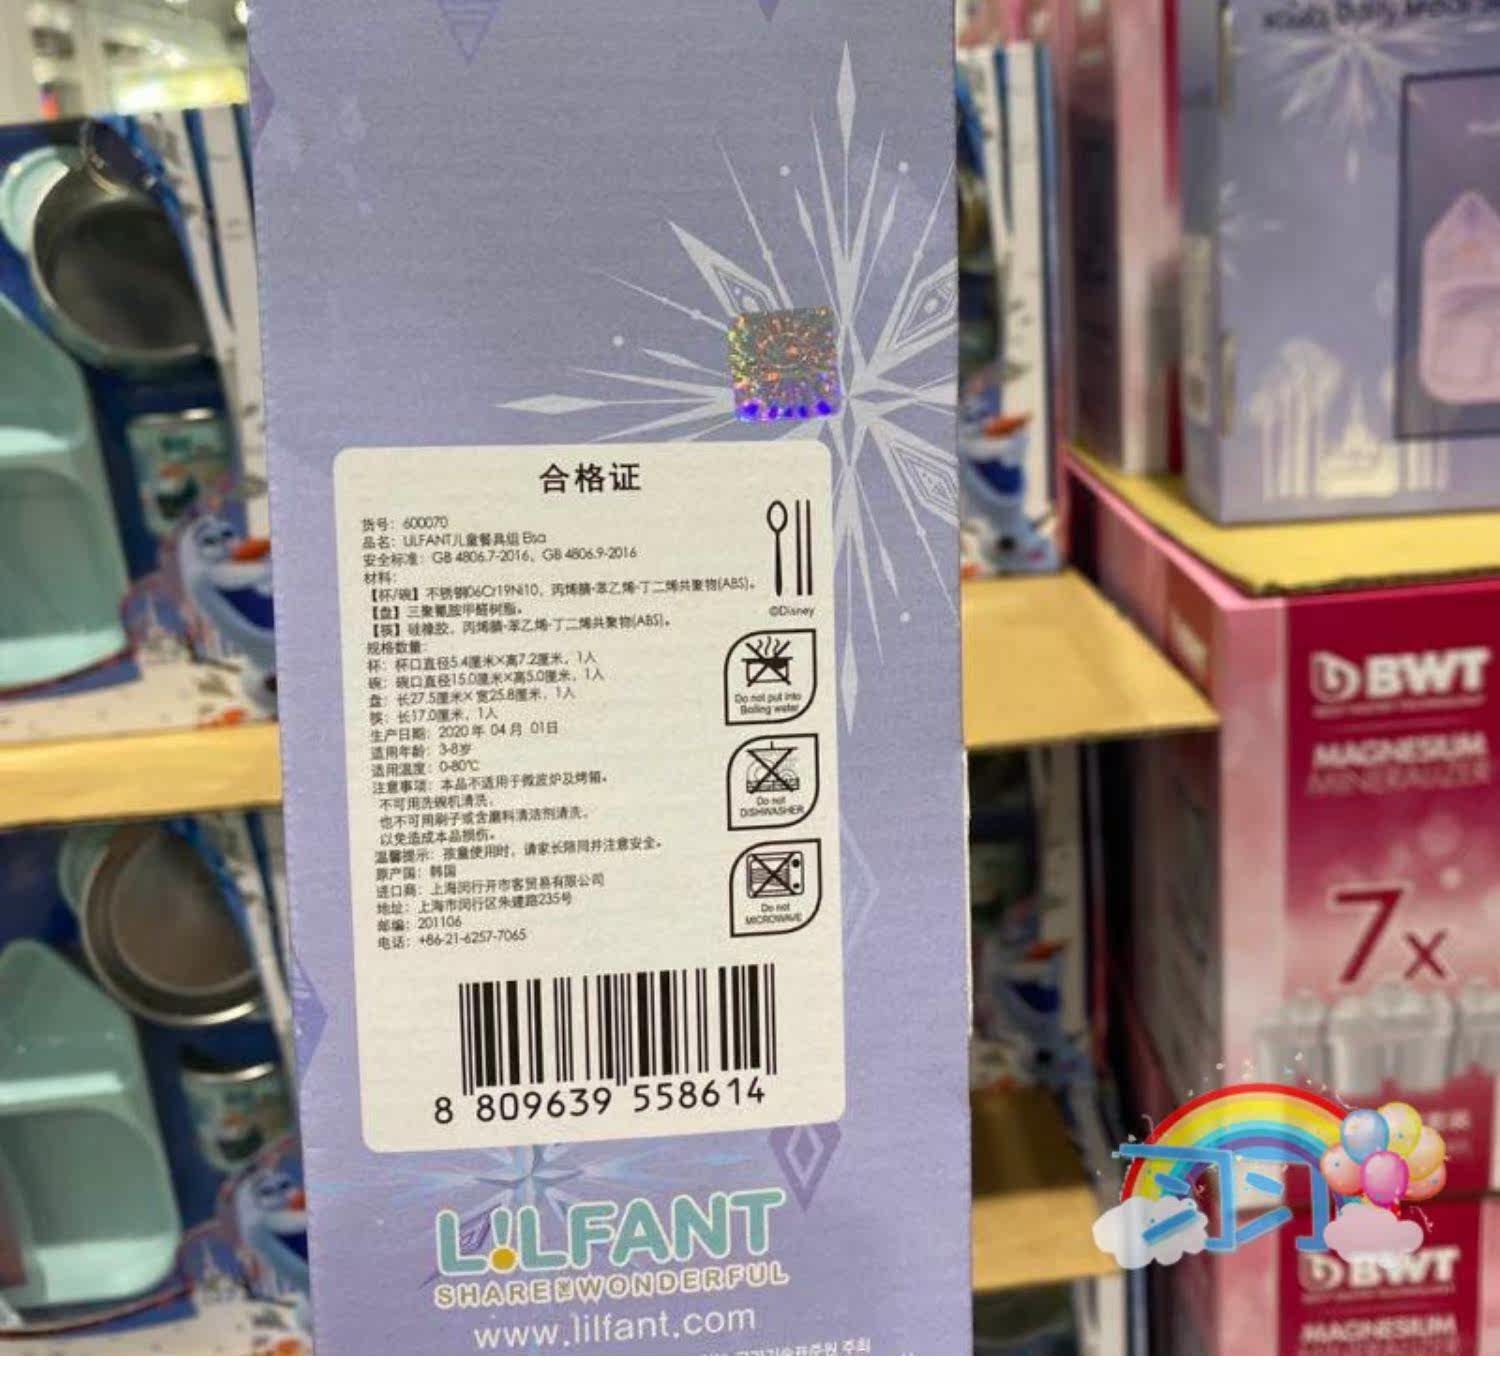 合格证
货号：600070
品名：LILFANT儿童餐具组 Elsa
安全标准：GB 4806.7-2016，GB 4806.9-2016
材料：
【杯/碗】不锈钢06Cr19Ni10，丙烯腈-苯乙烯-丁二烯共聚物(ABS)。
【盘】三聚氰胺甲醛树脂。
【筷】硅橡胶，丙烯腈-苯乙烯-丁二烯共聚物(ABS)。
规格数量：
杯：杯口直径5.4厘米×高7.2厘米，1入
碗：碗口直径15.0厘米×高5.0厘米，1入
盘：长27.5厘米×宽25.8厘米，1入
筷：长17.0厘米，1入
生产日期：2020 年 04 月 01日
适用年龄：3-8岁
适用温度：0-80℃
注意事项：本品不适用于微波炉及烤箱。
不可用洗碗机清洗，
也不可用刷子或含磨料清洁剂清洗，
以免造成本品损伤。
温馨提示：孩童使用时，请家长陪同并注意安全。
原产国：韩国
进口商：上海闵行开市客贸易有限公司
地址：上海市闵行区朱建路235号
邮编：201106
电话：+86-21-6257-7065
©Disney
Do not put into
Boiling water
Do not
DISHWASHER
Do not
MICROWAVE
8 809639 558614
L!LFANT
SHARE WONDERFUL
www.lilfant.com
주최
BWT
MAGNESIUM
MINERALIZER
7x
BWT
MAGNESIUM